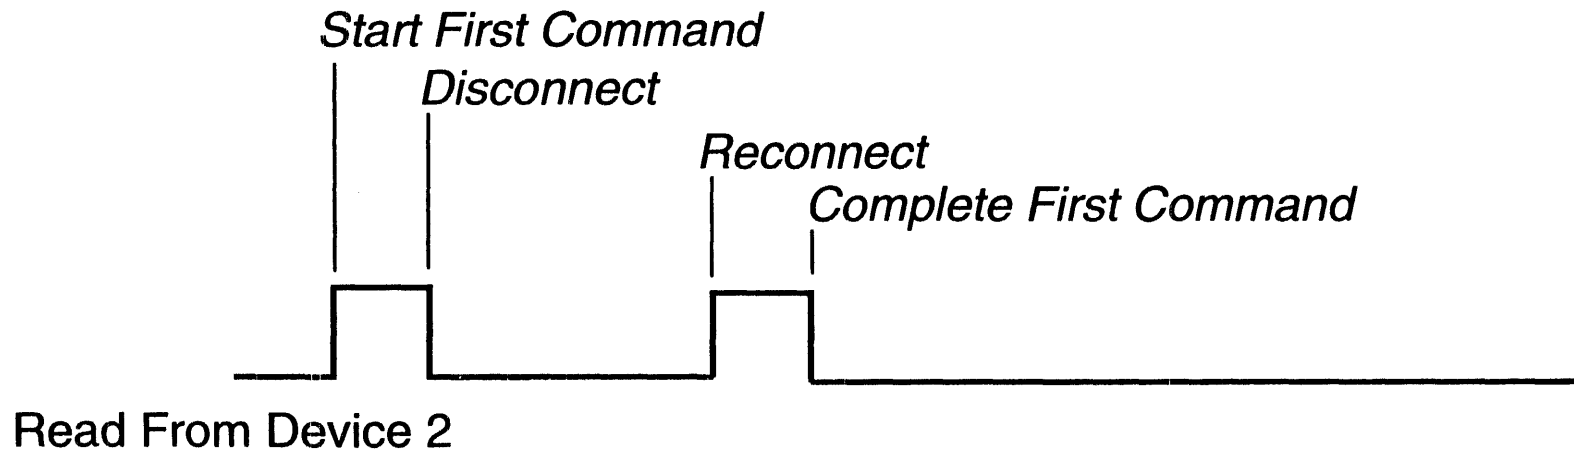 Start First Command
Disconnect
Reconnect
Complete First Command
Read From Device 2